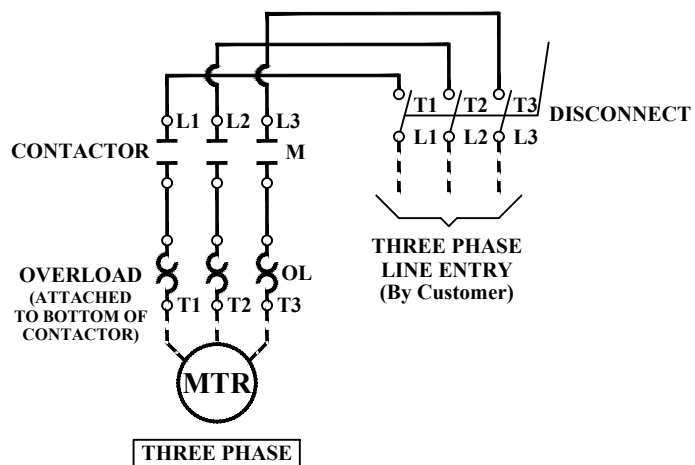 T1 T2 T3
DISCONNECT
L1 L2 L3
L1 L2 L3
CONTACTOR
M
THREE PHASE
LINE ENTRY
(By Customer)
OVERLOAD
(ATTACHED
TO BOTTOM OF
CONTACTOR)
OL
T1 T2 T3
MTR
THREE PHASE